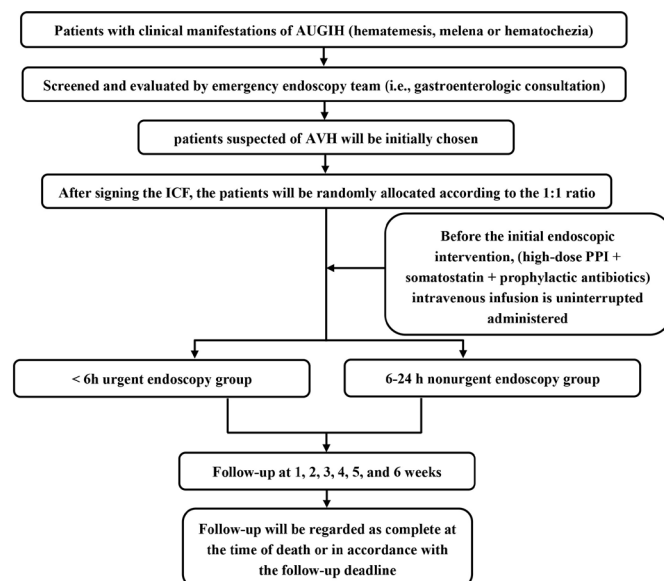 Patients with clinical manifestations of AUGIH (hematemesis, melena or hematochezia)
Screened and evaluated by emergency endoscopy team (i.e., gastroenterologic consultation)
patients suspected of AVH will be initially chosen
After signing the ICF, the patients will be randomly allocated according to the 1:1 ratio
Before the initial endoscopic
intervention, (high-dose PPI +
somatostatin + prophylactic antibiotics)
intravenous infusion is uninterrupted
administered
< 6h urgent endoscopy group
6-24 h nonurgent endoscopy group
Follow-up at 1, 2, 3, 4, 5, and 6 weeks
Follow-up will be regarded as complete at
the time of death or in accordance with
the follow-up deadline